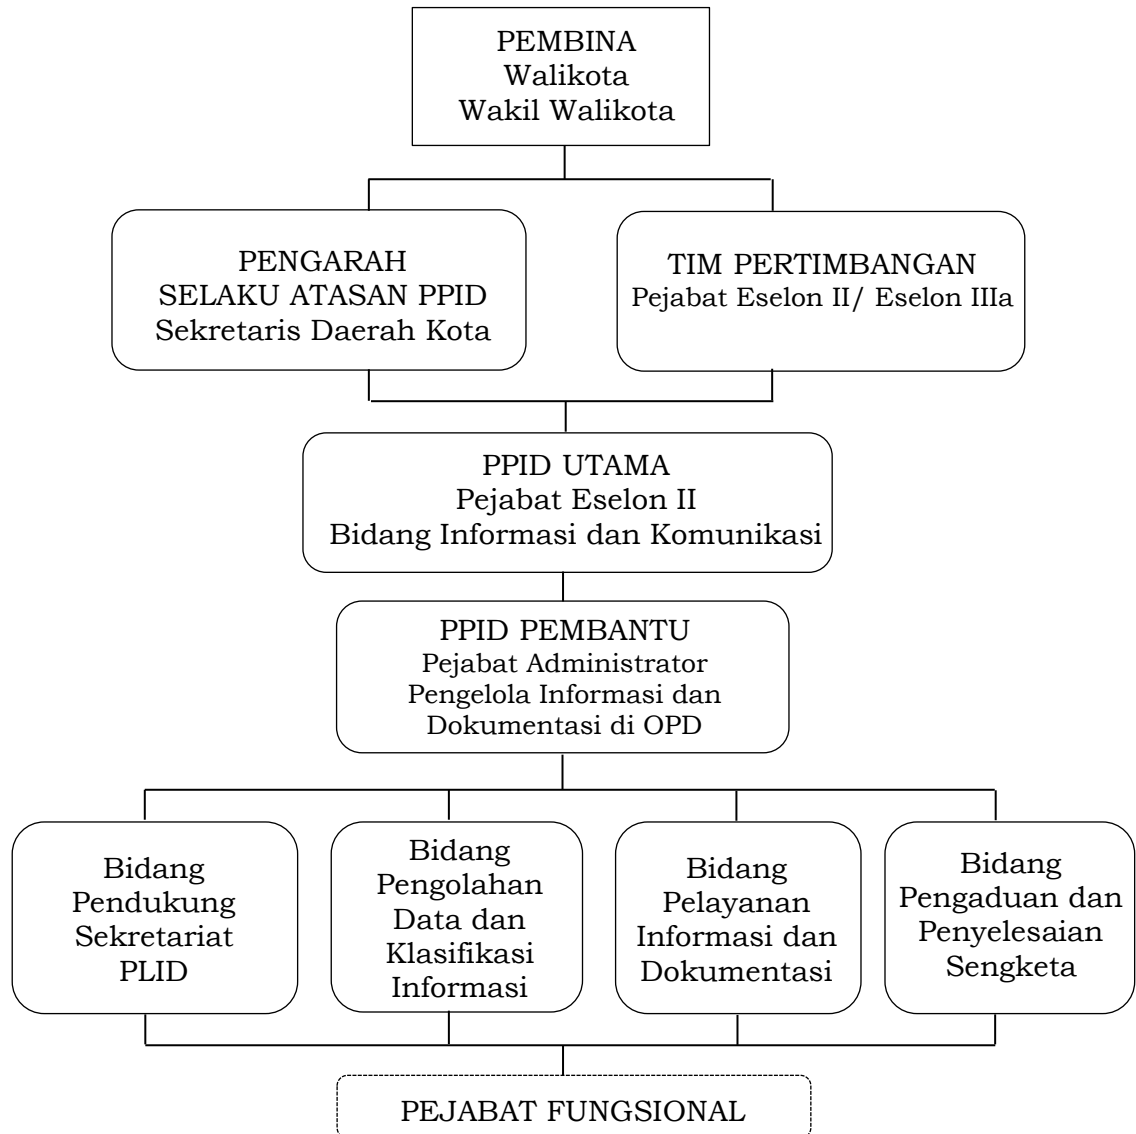 PEMBINA
Walikota
Wakil Walikota
PENGARAH
SELAKU ATASAN PPID
Sekretaris Daerah Kota
TIM PERTIMBANGAN
Pejabat Eselon II/ Eselon IIIa
PPID UTAMA
Pejabat Eselon II
Bidang Informasi dan Komunikasi
PPID PEMBANTU
Pejabat Administrator
Pengelola Informasi dan
Dokumentasi di OPD
Bidang
Pendukung
Sekretariat
PLID
Bidang
Pengolahan
Data dan
Klasifikasi
Informasi
Bidang
Pelayanan
Informasi dan
Dokumentasi
Bidang
Pengaduan dan
Penyelesaian
Sengketa
PEJABAT FUNGSIONAL